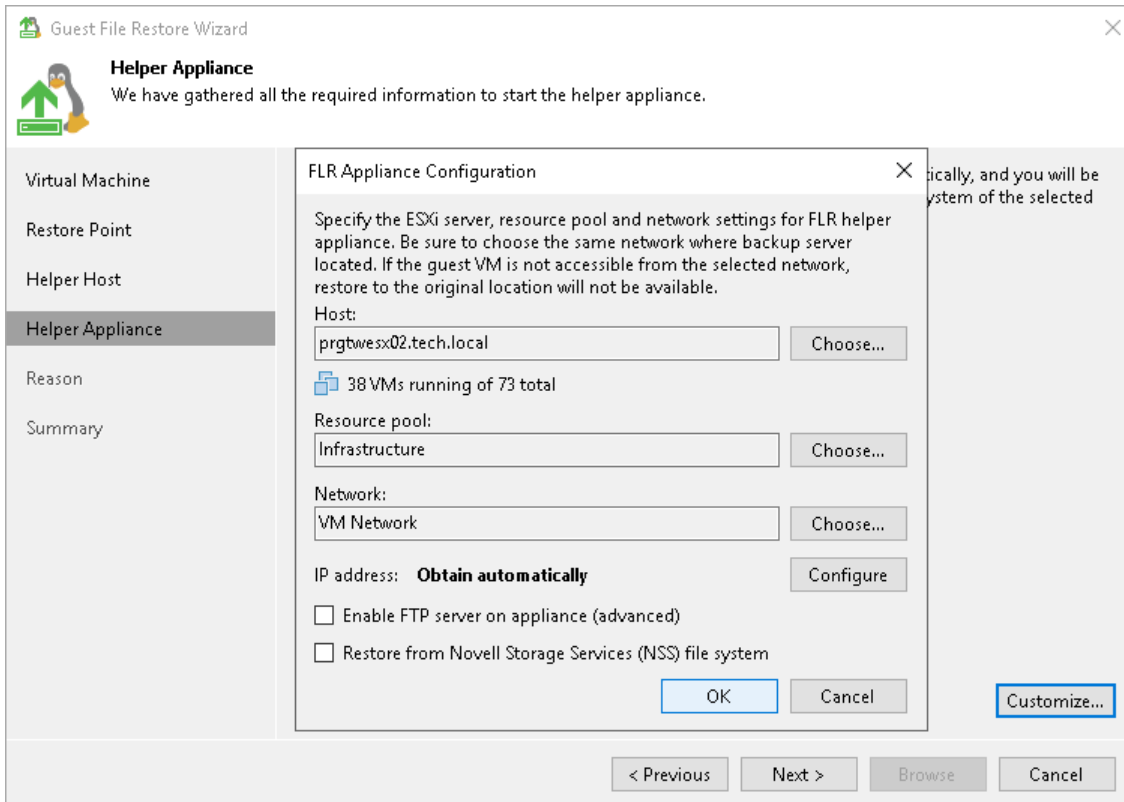 Guest File Restore Wizard
Helper Appliance
We have gathered all the required information to start the helper appliance.
Virtual Machine
Restore Point
Helper Host
Helper Appliance
Reason
Summary
ically, and you will be
ystem of the selected
FLR Appliance Configuration
Specify the ESXi server, resource pool and network settings for FLR helper
appliance. Be sure to choose the same network where backup server
located. If the guest VM is not accessible from the selected network,
restore to the original location will not be available.
Host:
prgtwesx02.tech.local
Choose...
38 VMs running of 73 total
Resource pool:
Infrastructure
Choose...
Network:
VM Network
Choose...
IP address: Obtain automatically
Configure
Enable FTP server on appliance (advanced)
Restore from Novell Storage Services (NSS) file system
OK
Cancel
Customize...
< Previous
Next >
Browse
Cancel